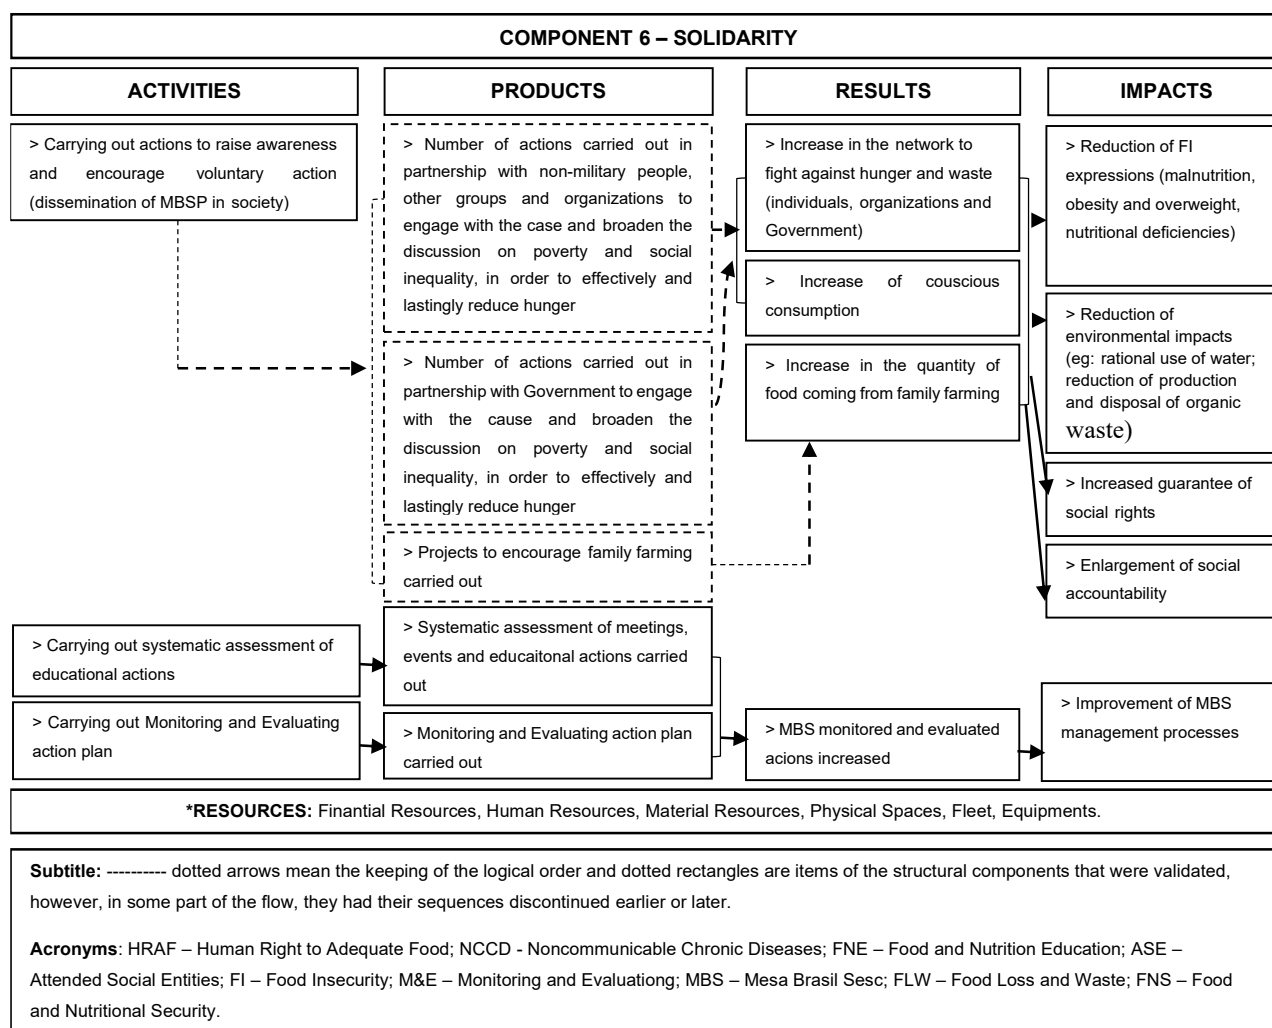 COMPONENT 6 – SOLIDARITY
ACTIVITIES
PRODUCTS
RESULTS
IMPACTS
> Carrying out actions to raise awareness
and encourage voluntary action
(dissemination of MBSP in society)
> Number of actions carried out in
partnership with non-military people,
other groups and organizations to
engage with the case and broaden the
discussion on poverty and social
inequality, in order to effectively and
lastingly reduce hunger
> Number of actions carried out in
partnership with Government to engage
with the cause and broaden the
discussion on poverty and social
inequality, in order to effectively and
lastingly reduce hunger
> Projects to encourage family farming
carried out
> Increase in the network to
fight against hunger and waste
(individuals, organizations and
Government)
> Increase of couscious
consumption
> Increase in the quantity of
food coming from family farming
> Reduction of FI
expressions (malnutrition,
obesity and overweight,
nutritional deficiencies)
> Reduction of
environmental impacts
(eg: rational use of water;
reduction of production
and disposal of organic
waste)
> Increased guarantee of
social rights
> Enlargement of social
accountability
> Carrying out systematic assessment of
educational actions
> Systematic assessment of meetings,
events and educaitonal actions carried
out
> Carrying out Monitoring and Evaluating
action plan
> Monitoring and Evaluating action plan
carried out
> MBS monitored and evaluated
acions increased
> Improvement of MBS
management processes
*RESOURCES: Finantial Resources, Human Resources, Material Resources, Physical Spaces, Fleet, Equipments.
Subtitle: ---------- dotted arrows mean the keeping of the logical order and dotted rectangles are items of the structural components that were validated,
however, in some part of the flow, they had their sequences discontinued earlier or later.
Acronyms: HRAF – Human Right to Adequate Food; NCCD - Noncommunicable Chronic Diseases; FNE – Food and Nutrition Education; ASE –
Attended Social Entities; FI – Food Insecurity; M&E – Monitoring and Evaluationg; MBS – Mesa Brasil Sesc; FLW – Food Loss and Waste; FNS – Food
and Nutritional Security.